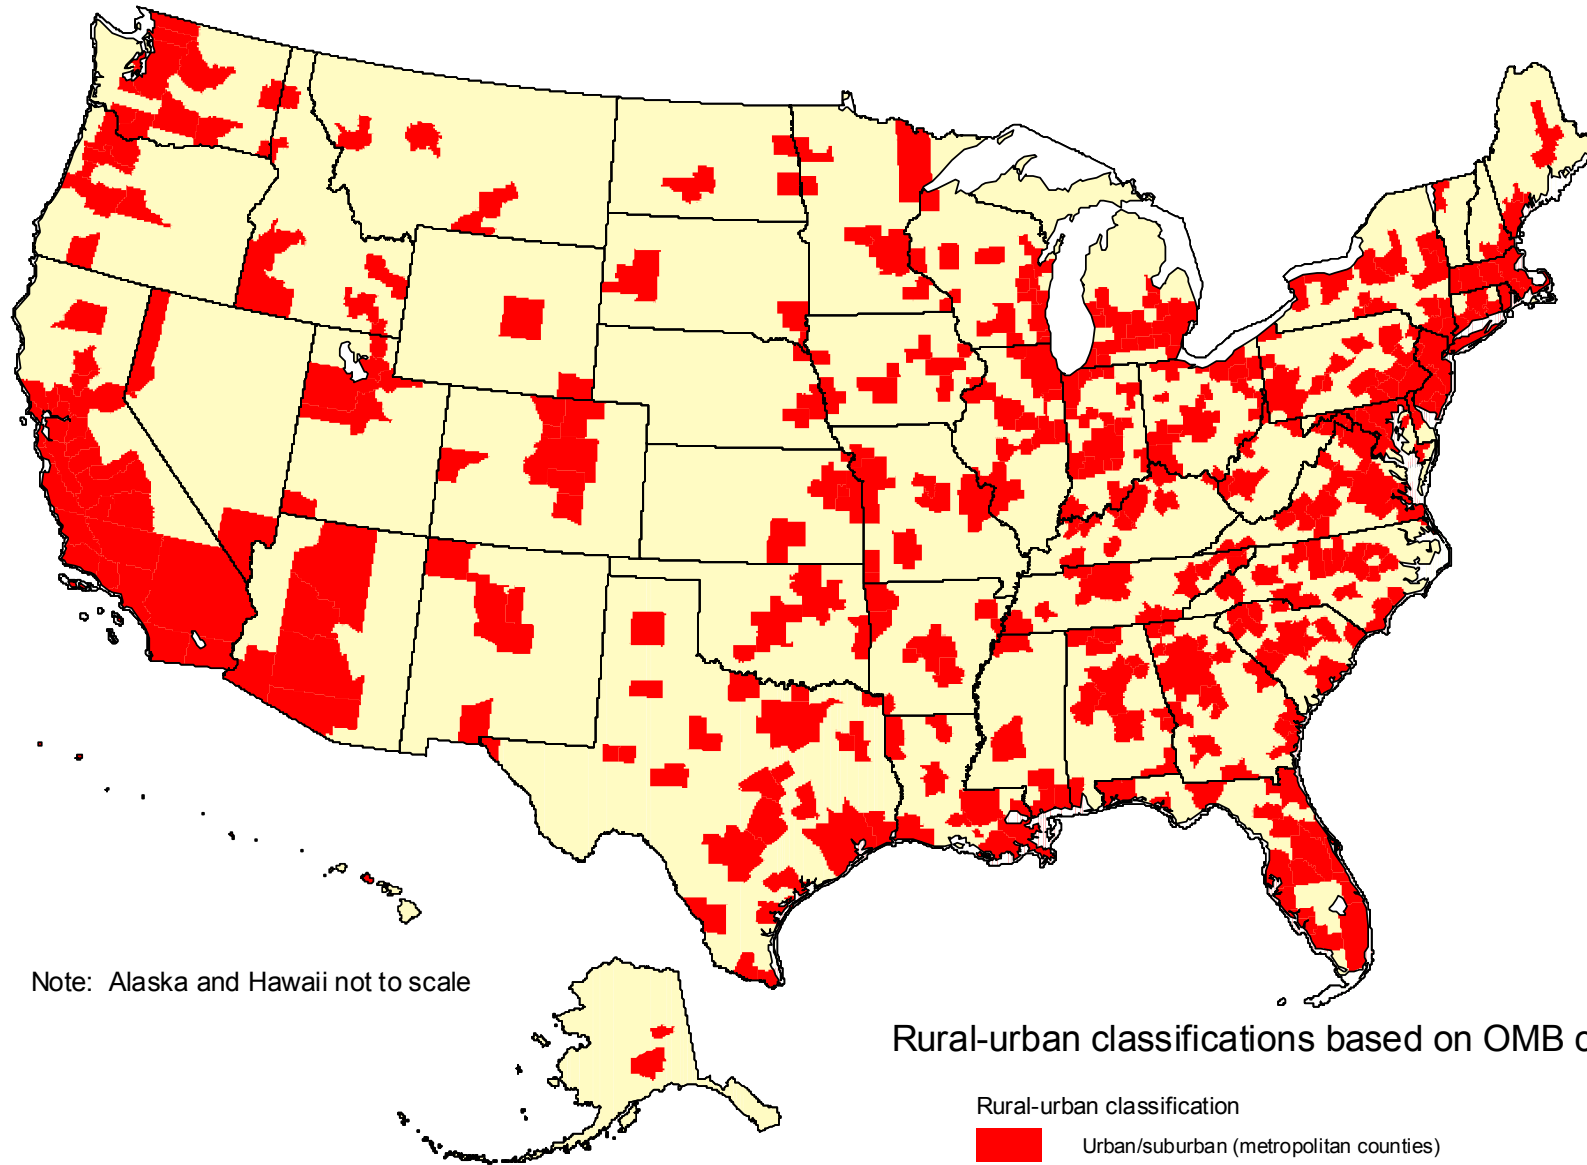 Note: Alaska and Hawaii not to scale
Rural-urban classifications based on OMB
Rural-urban classification
Urban/suburban (metropolitan counties)